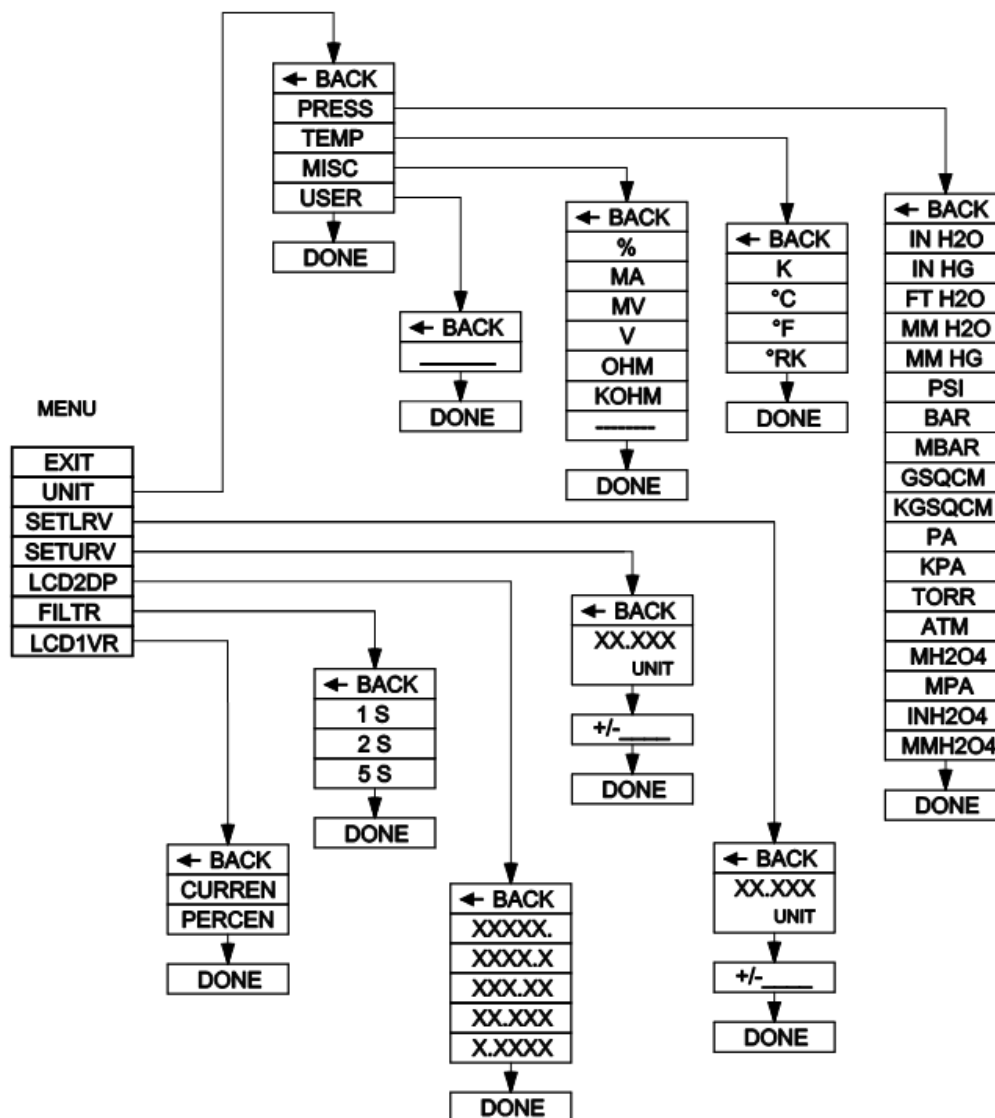 ← BACK
PRESS
TEMP
MISC
USER
DONE
← BACK
IN H2O
IN HG
FT H2O
MM H2O
MM HG
PSI
BAR
MBAR
GSQCM
KGSQCM
PA
KPA
TORR
ATM
MH2O4
MPA
INH2O4
MMH2O4
DONE
← BACK
%
MA
MV
V
OHM
KOHM
--------
DONE
← BACK
K
°C
°F
°RK
DONE
← BACK
______
DONE
MENU
EXIT
UNIT
SETLRV
SETURV
LCD2DP
FILTR
LCD1VR
← BACK
XX.XXX
UNIT
+/-_____
DONE
← BACK
1 S
2 S
5 S
DONE
← BACK
CURREN
PERCEN
DONE
← BACK
XXXXX.
XXXX.X
XXX.XX
XX.XXX
X.XXXX
DONE
← BACK
XX.XXX
UNIT
+/-_____
DONE